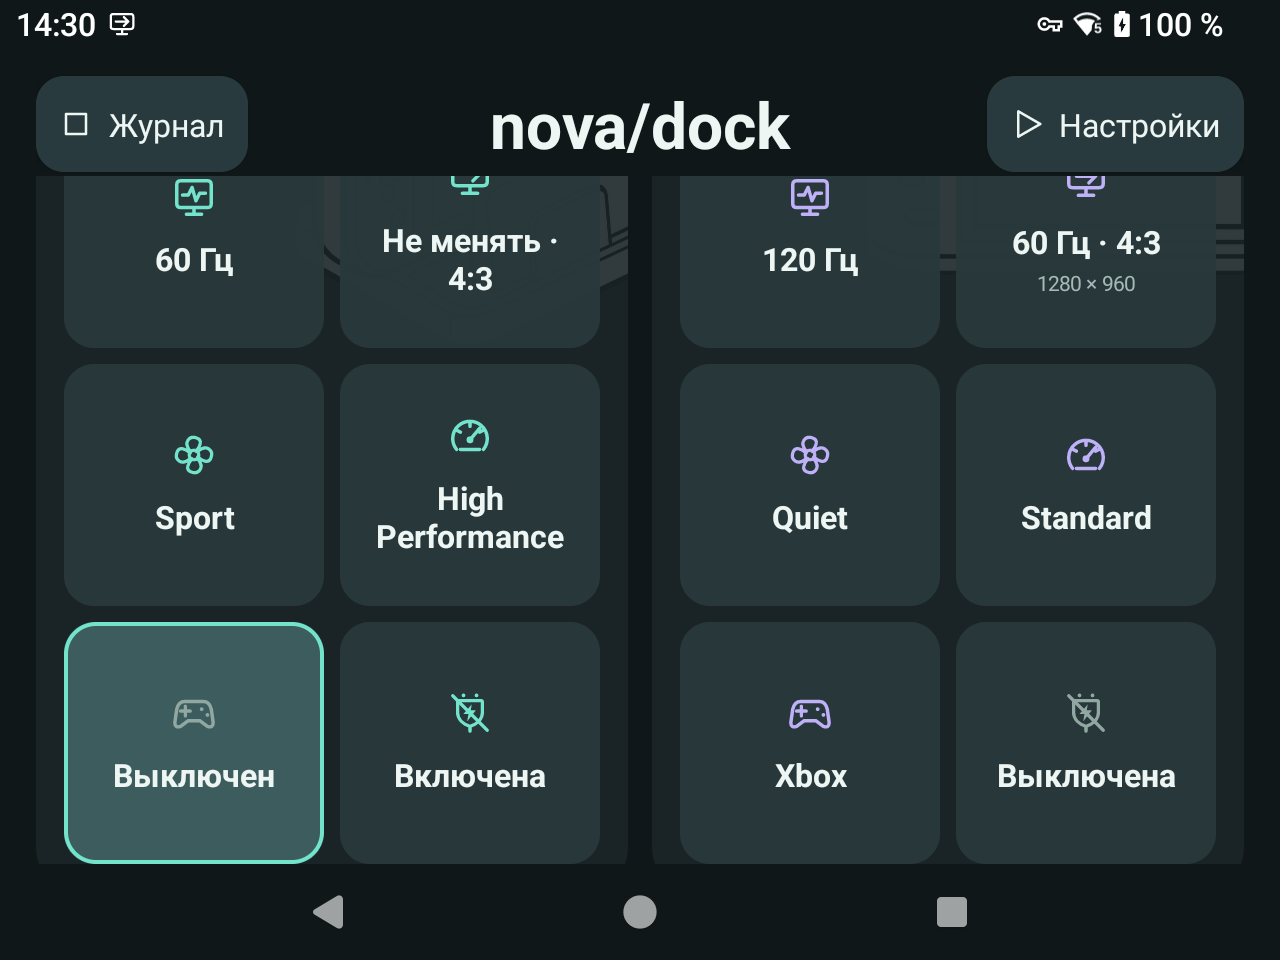 14:30
5
100 %
Журнал
nova/dock
Настройки
60 Гц
Не менять ·
4:3
120 Гц
60 Гц · 4:3
1280 × 960
Sport
High
Performance
Quiet
Standard
Выключен
Включена
Xbox
Выключена